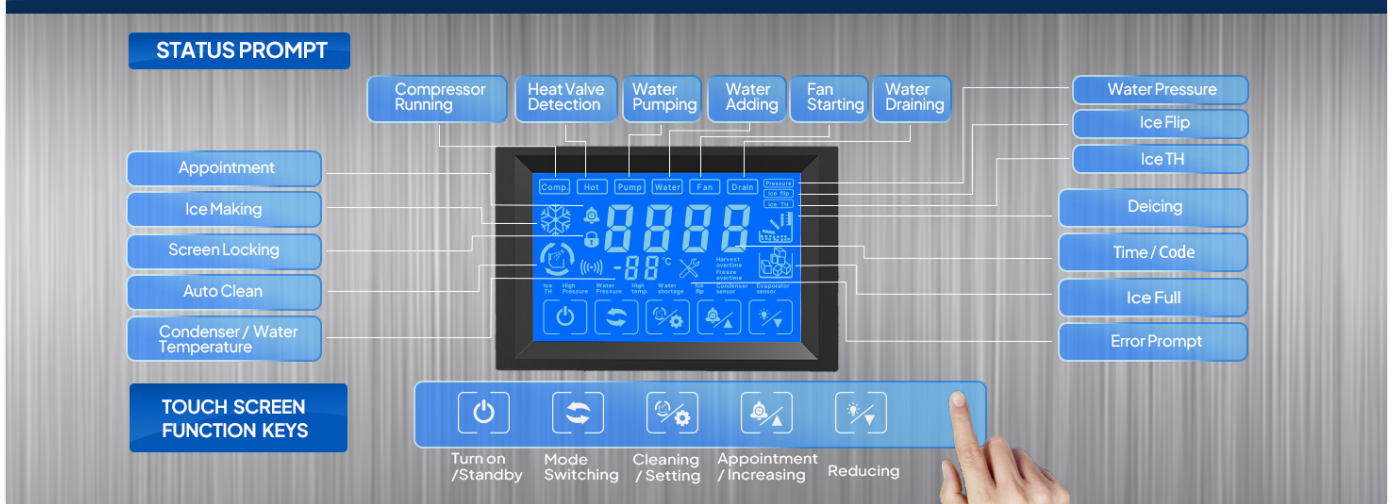 STATUS PROMPT
Compressor
Running
Heat Valve
Detection
Water
Pumping
Water
Adding
Fan
Starting
Water
Draining
Water Pressure
Ice Flip
Ice TH
Deicing
Time / Code
Ice Full
Error Prompt
Appointment
Ice Making
Screen Locking
Auto Clean
Condenser / Water
Temperature
Comp.
Hot
Pump
Water
Fan
Drain
Pressure
Ice flip
Ice TH
8888
-88 °C
Harvest
overtime
Freeze
overtime
Ice
TH
High
Pressure
Water
Pressure
High
temp.
Water
shortage
Ice
flip
Condenser
sensor
Evaporator
sensor
TOUCH SCREEN
FUNCTION KEYS
Turn on
/Standby
Mode
Switching
Cleaning
/ Setting
Appointment
/ Increasing
Reducing